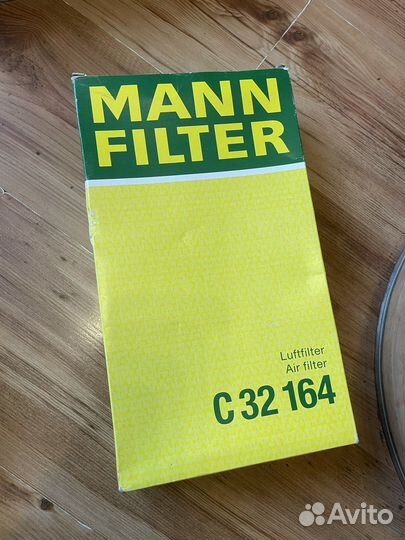 MANN
FILTER
Luftfilter
Air filter
C 32 164
Avito